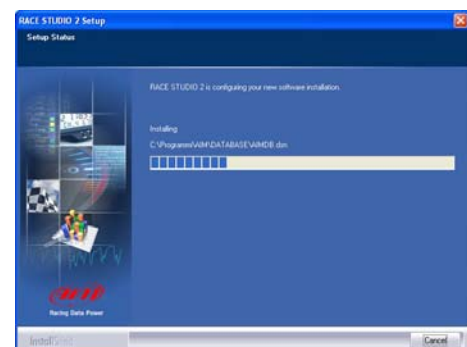 RACE STUDIO 2 Setup
Setup Status
RACE STUDIO 2 is configuring your new software installation.
Installing
C:\Programmi\AIM\DATABASE\AIMDB.dsn
Racing Data Power
Cancel